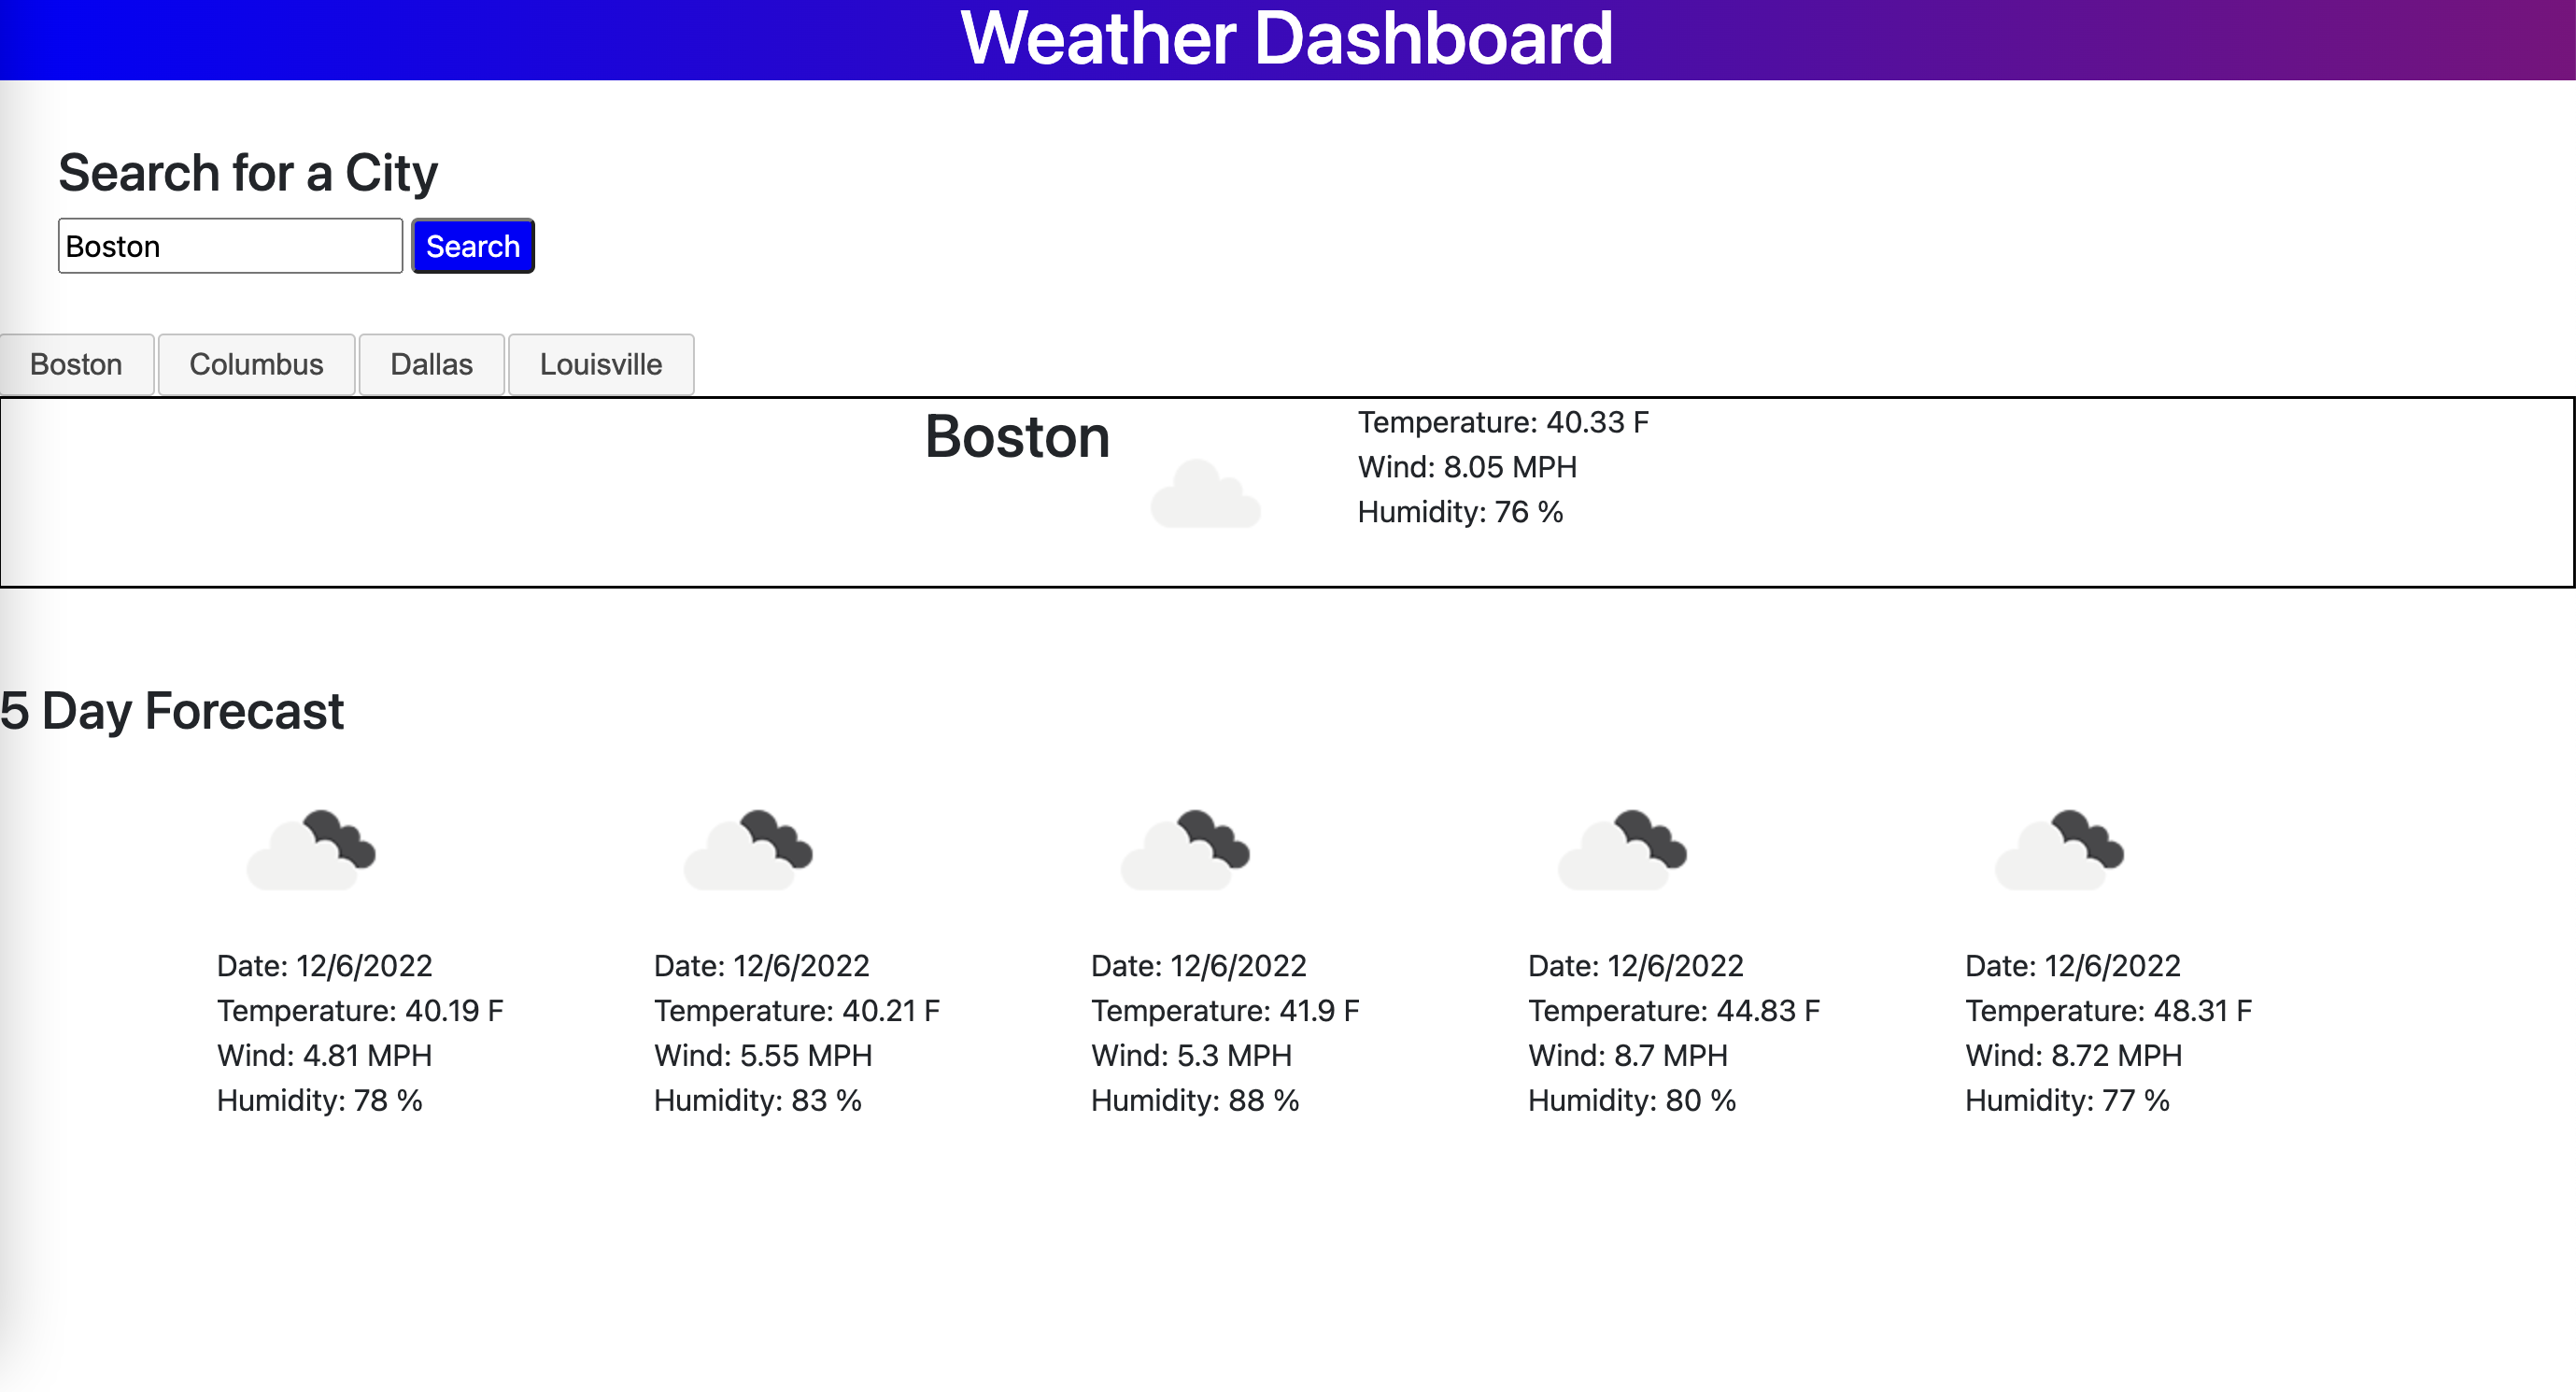 Weather Dashboard
Search for a City
Boston Search
Boston Columbus Dallas Louisville
Boston
Temperature: 40.33 F
Wind: 8.05 MPH
Humidity: 76 %
5 Day Forecast
Date: 12/6/2022
Temperature: 40.19 F
Wind: 4.81 MPH
Humidity: 78 %
Date: 12/6/2022
Temperature: 40.21 F
Wind: 5.55 MPH
Humidity: 83 %
Date: 12/6/2022
Temperature: 41.9 F
Wind: 5.3 MPH
Humidity: 88 %
Date: 12/6/2022
Temperature: 44.83 F
Wind: 8.7 MPH
Humidity: 80 %
Date: 12/6/2022
Temperature: 48.31 F
Wind: 8.72 MPH
Humidity: 77 %